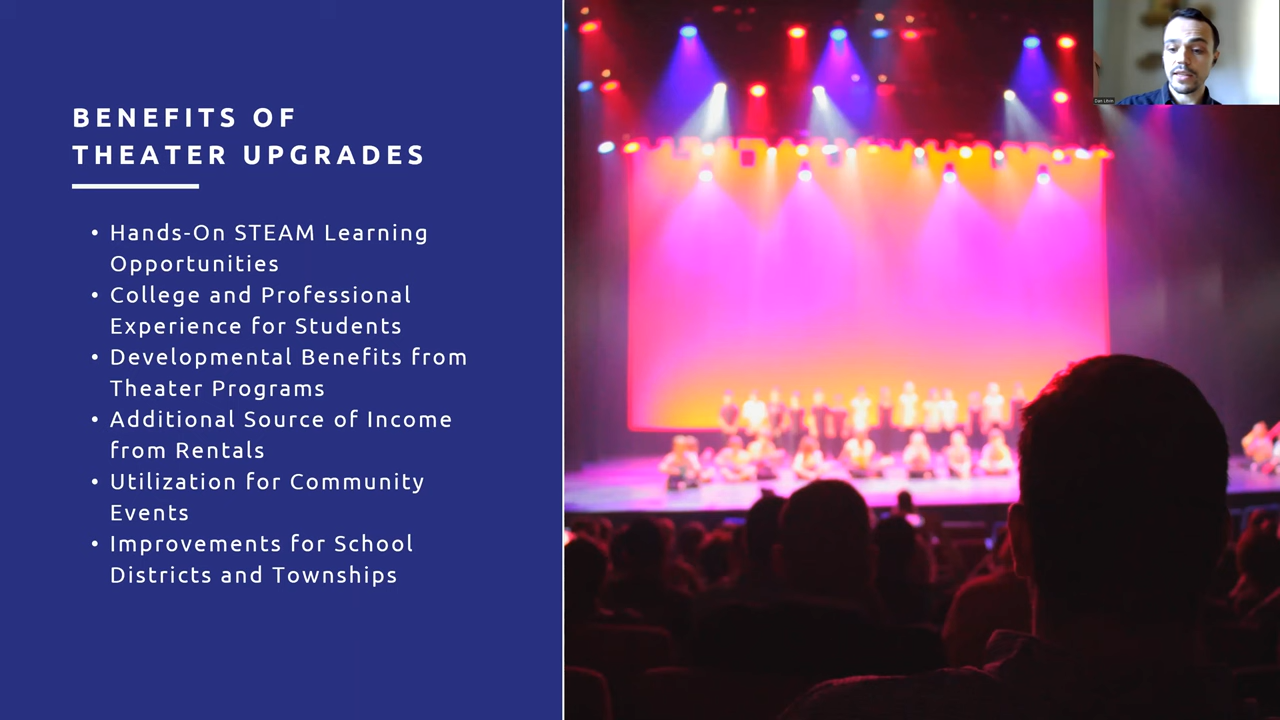 BENEFITS OF
THEATER UPGRADES
• Hands-On STEAM Learning
Opportunities
• College and Professional
Experience for Students
• Developmental Benefits from
Theater Programs
• Additional Source of Income
from Rentals
• Utilization for Community
Events
• Improvements for School
Districts and Townships